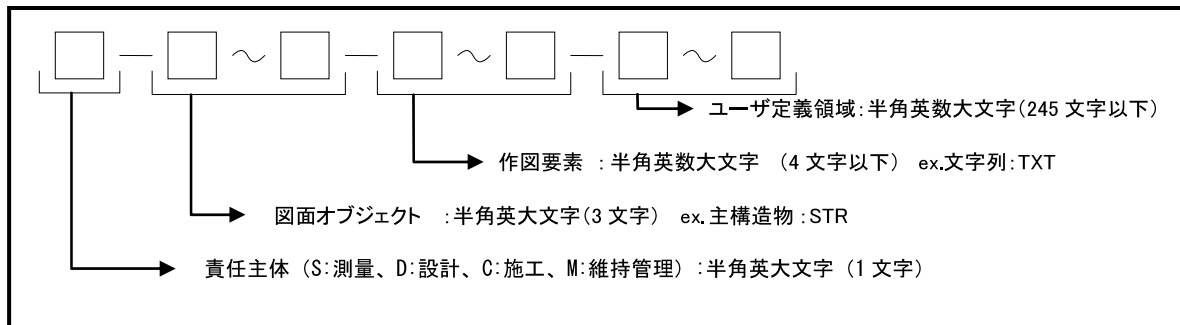 ユーザ定義領域:半角英数大文字(245 文字以下)
作図要素 :半角英数大文字 (4 文字以下) ex.文字列:TXT
図面オブジェクト :半角英大文字(3 文字) ex.主構造物:STR
責任主体 (S:測量、D:設計、C:施工、M:維持管理):半角英大文字 (1 文字)